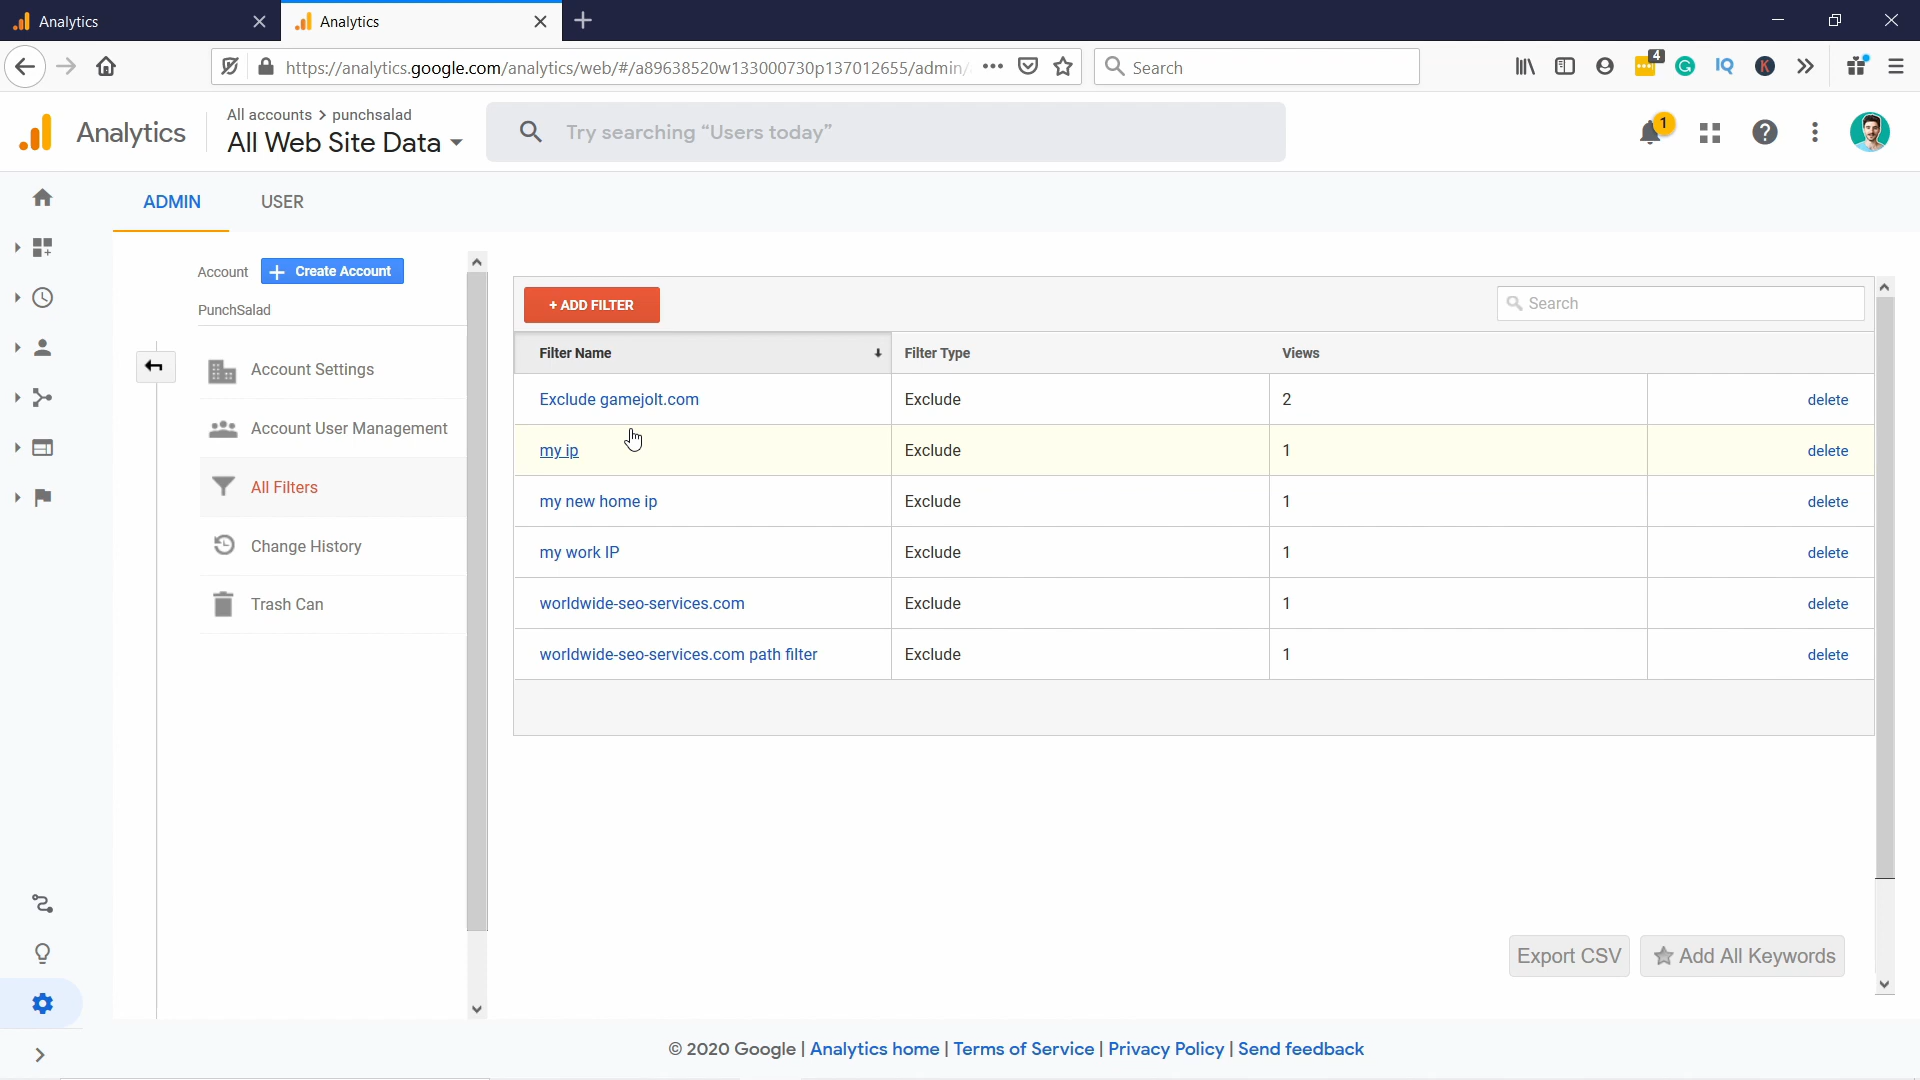 Analytics
Analytics
https://analytics.google.com/analytics/web/#/a89638520w133000730p137012655/admin/
Search
4
Analytics
All accounts > punchsalad
All Web Site Data
Try searching “Users today”
1
ADMIN
USER
Account
+ Create Account
PunchSalad
Account Settings
Account User Management
All Filters
Change History
Trash Can
+ ADD FILTER
Search
Filter Name
Filter Type
Views
Exclude gamejolt.com
Exclude
2
delete
my ip
Exclude
1
delete
my new home ip
Exclude
1
delete
my work IP
Exclude
1
delete
worldwide-seo-services.com
Exclude
1
delete
worldwide-seo-services.com path filter
Exclude
1
delete
Export CSV
Add All Keywords
© 2020 Google | Analytics home | Terms of Service | Privacy Policy | Send feedback